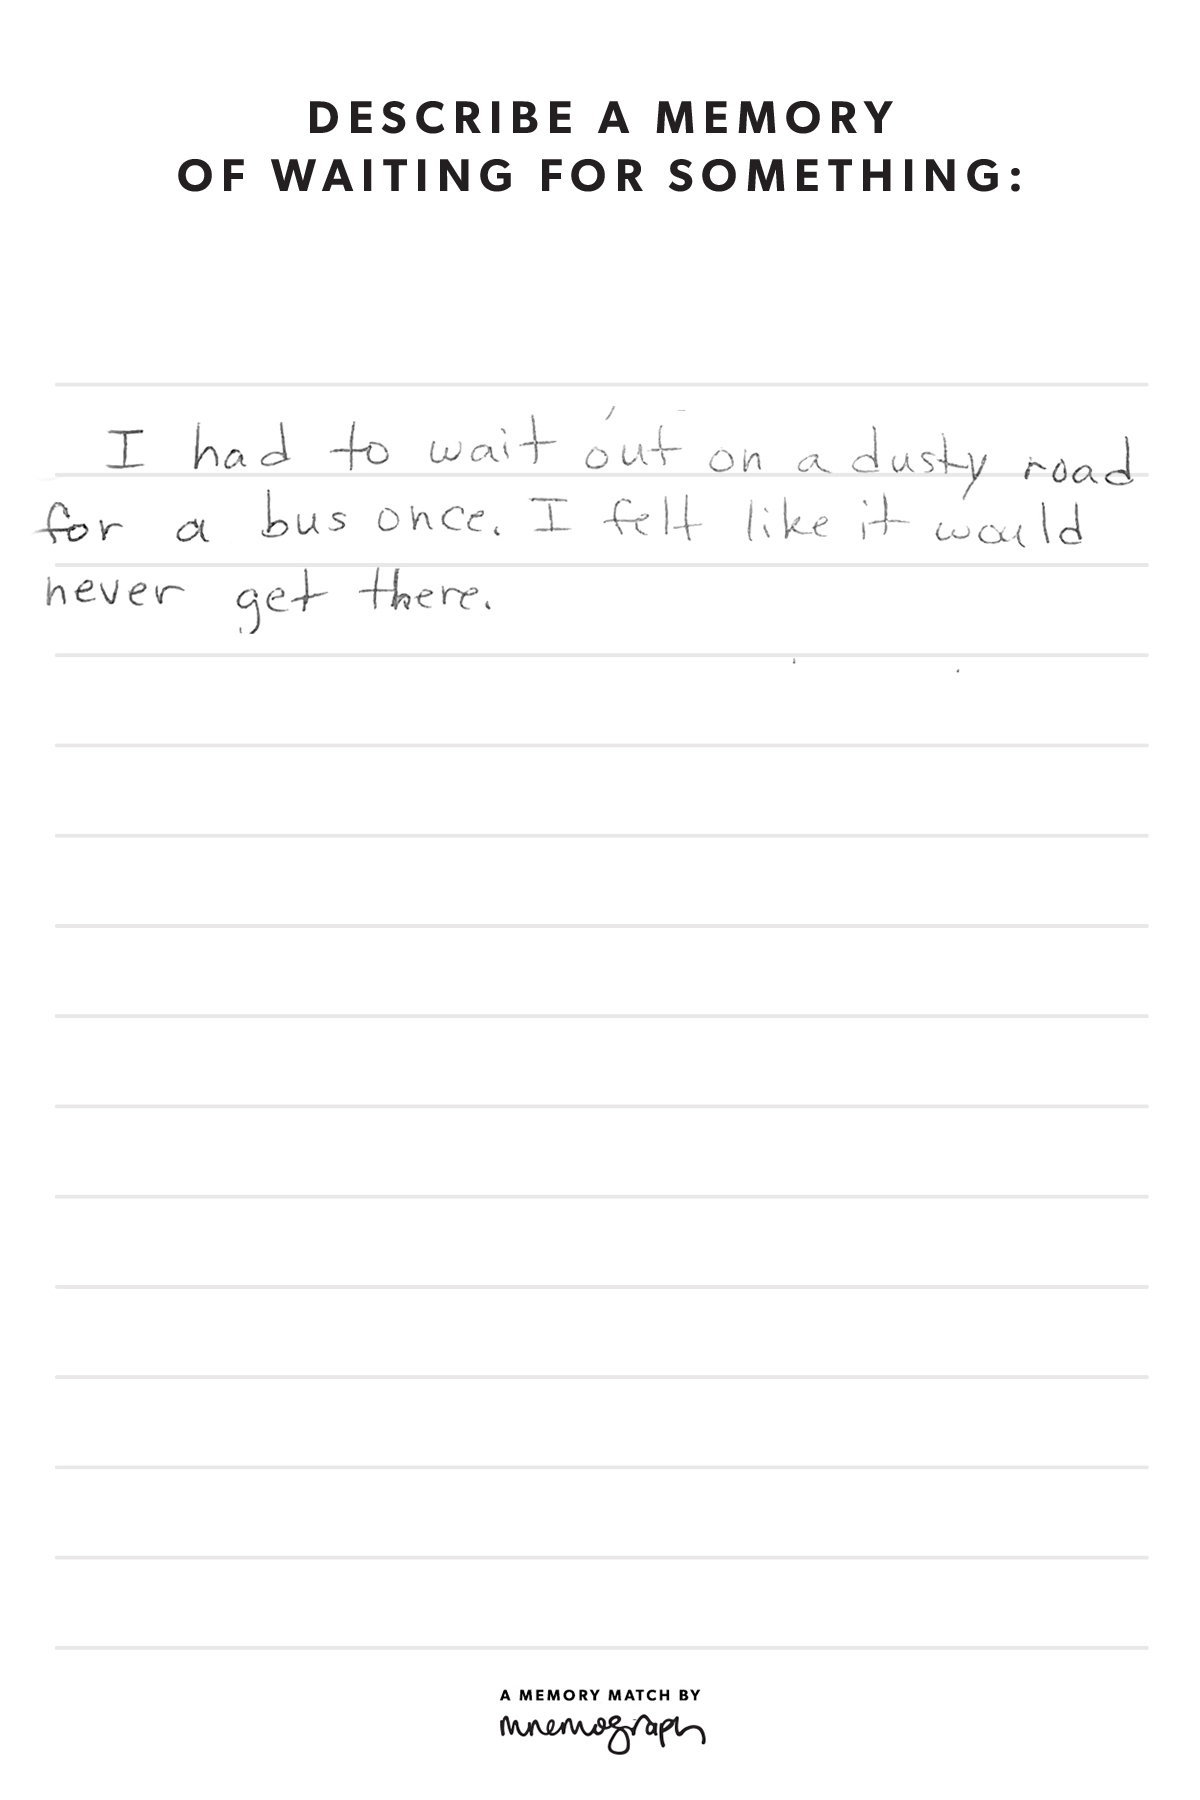 DESCRIBE A MEMORY
OF WAITING FOR SOMETHING:
I had to wait out on a dusty road
for a bus once. I felt like it would
never get there.
A MEMORY MATCH BY
mnemograph